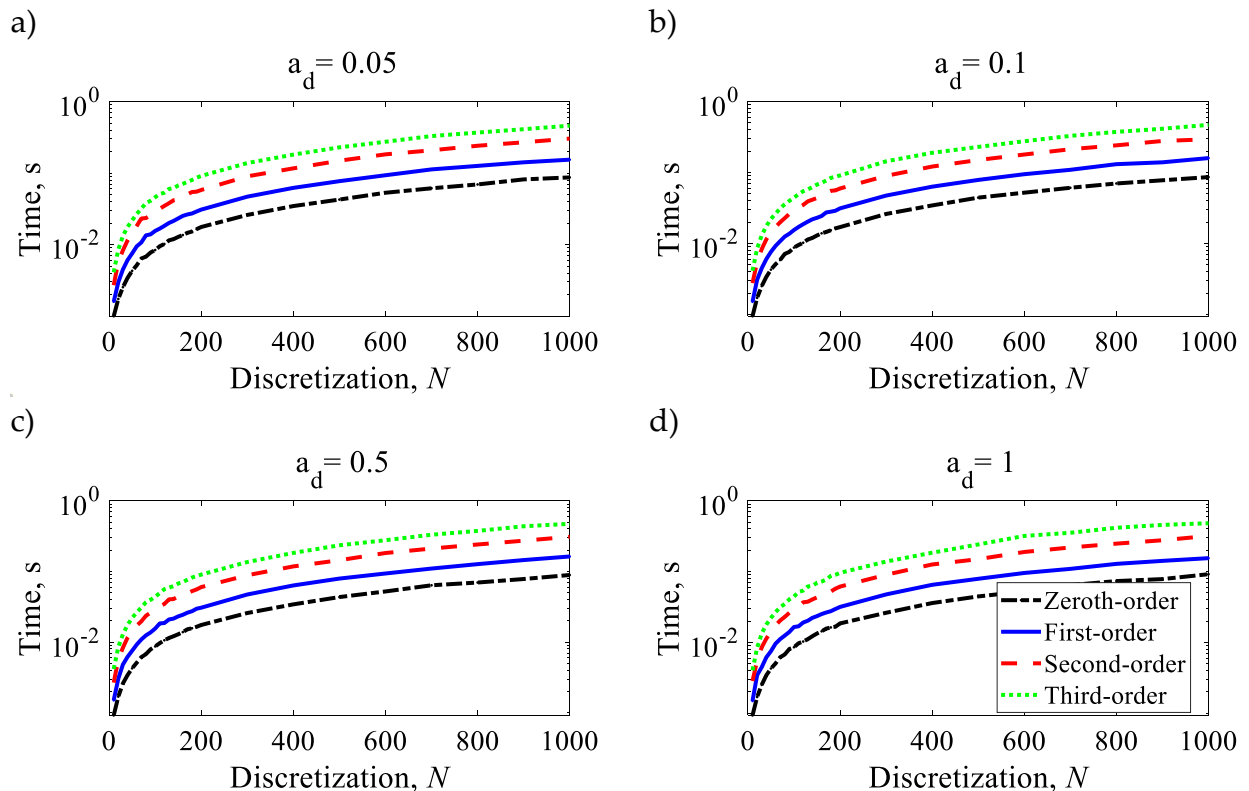 a)
a_d= 0.05
10^0
10^-2
Time, s
0 200 400 600 800 1000
Discretization, N
b)
a_d= 0.1
10^0
10^-2
Time, s
0 200 400 600 800 1000
Discretization, N
c)
a_d= 0.5
10^0
10^-2
Time, s
0 200 400 600 800 1000
Discretization, N
d)
a_d= 1
10^0
10^-2
Time, s
Zeroth-order
First-order
Second-order
Third-order
0 200 400 600 800 1000
Discretization, N